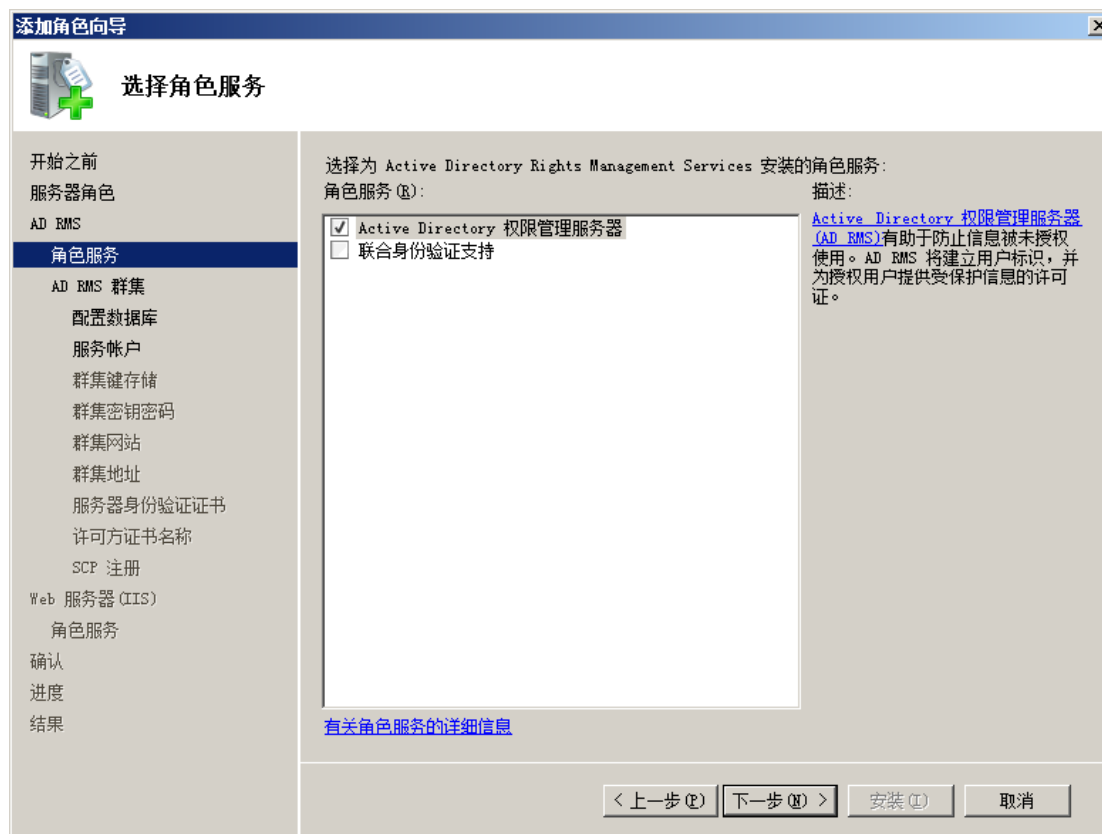 添加角色向导
选择角色服务
开始之前
服务器角色
AD RMS
角色服务
AD RMS 群集
配置数据库
服务帐户
群集键存储
群集密钥密码
群集网站
群集地址
服务器身份验证证书
许可方证书名称
SCP 注册
Web 服务器(IIS)
角色服务
确认
进度
结果
选择为 Active Directory Rights Management Services 安装的角色服务:
角色服务(R):
Active Directory 权限管理服务器
联合身份验证支持
有关角色服务的详细信息
描述:
Active Directory 权限管理服务器
(AD RMS)有助于防止信息被未授权
使用。AD RMS 将建立用户标识，并
为授权用户提供受保护信息的许可
证。
< 上一步(P)
下一步(N) >
安装(I)
取消